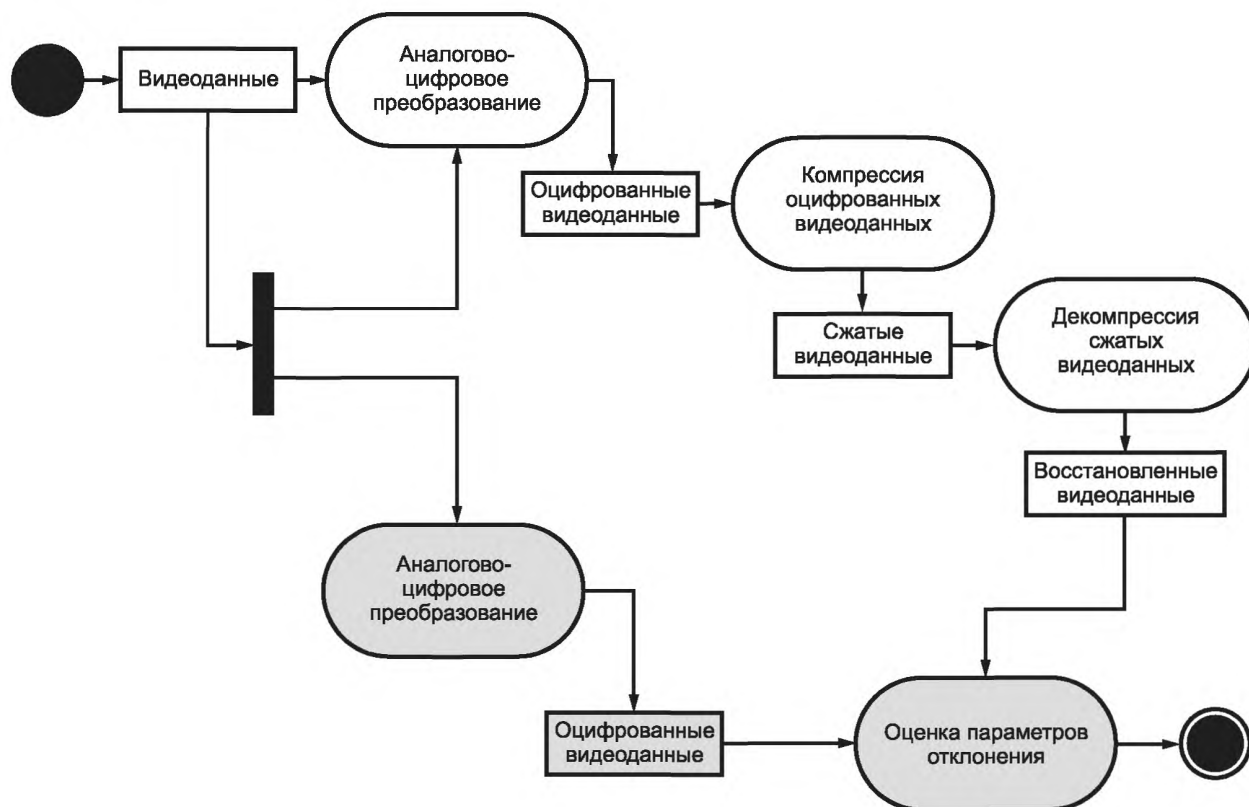 Видеоданные
Аналогово-
цифровое
преобразование
Оцифрованные
видеоданные
Компрессия
оцифрованных
видеоданных
Сжатые
видеоданные
Декомпрессия
сжатых
видеоданных
Восстановленные
видеоданные
Аналогово-
цифровое
преобразование
Оцифрованные
видеоданные
Оценка параметров
отклонения